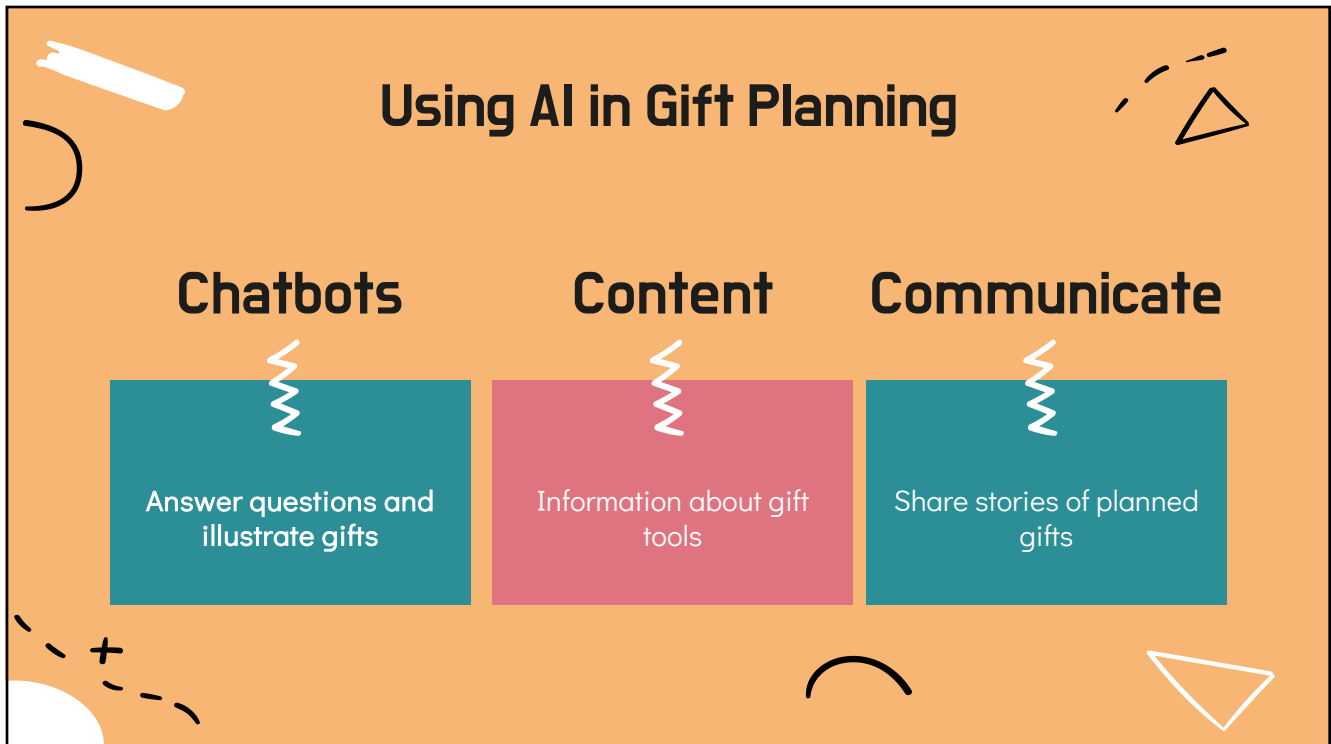 Using AI in Gift Planning
Chatbots
Content
Communicate
Answer questions and
illustrate gifts
Information about gift
tools
Share stories of planned
gifts